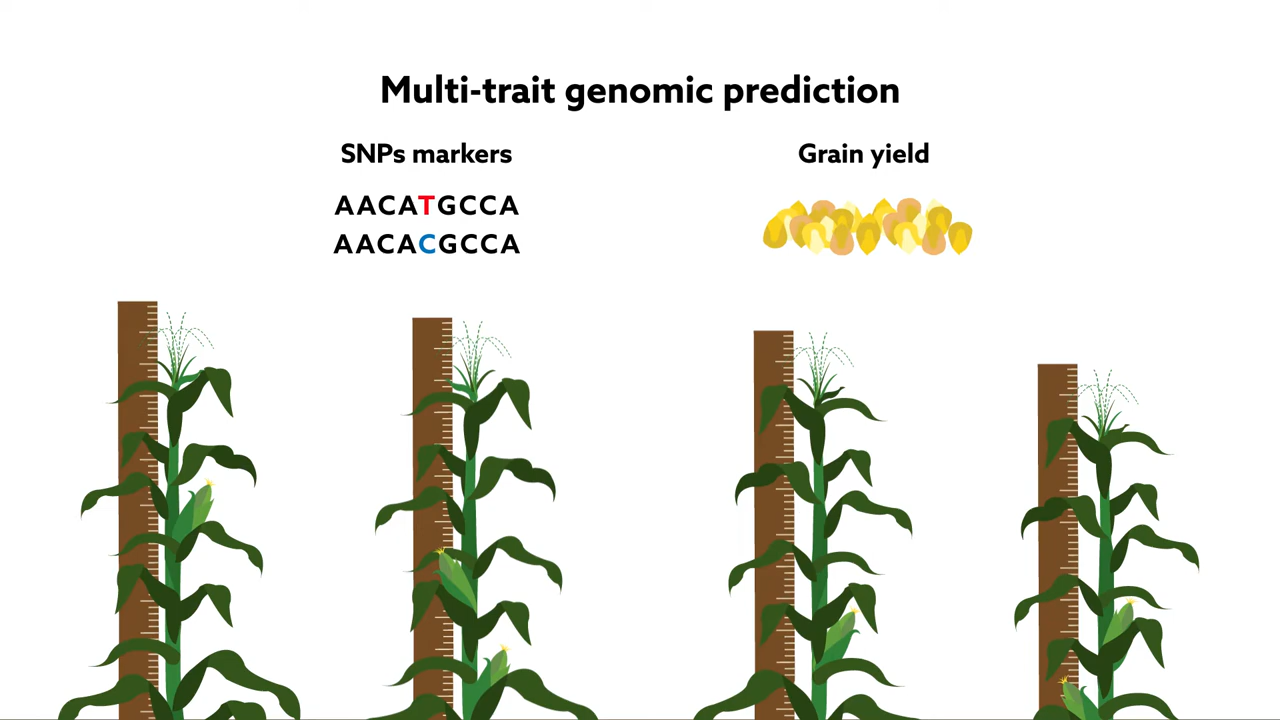 Multi-trait genomic prediction
SNPs markers
Grain yield
AACATGCCA
AACACGCCA